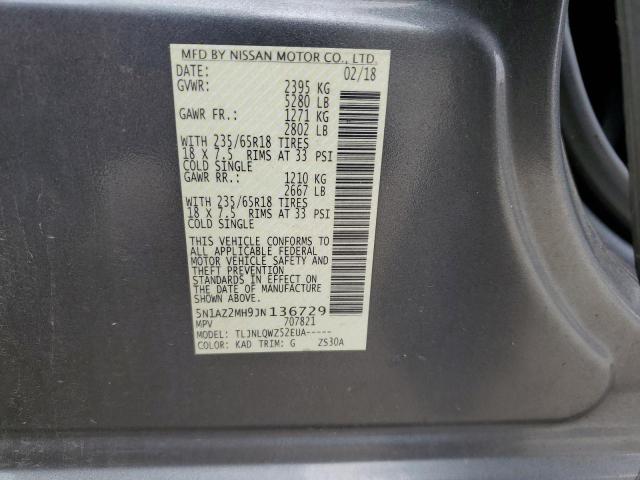 MFD BY NISSAN MOTOR CO., LTD.
DATE: 02/18
GVWR: 2395 KG
5280 LB
GAWR FR.: 1271 KG
2802 LB
WITH 235/65R18 TIRES
18 X 7.5 RIMS AT 33 PSI
COLD SINGLE
GAWR RR.: 1210 KG
2667 LB
WITH 235/65R18 TIRES
18 X 7.5 RIMS AT 33 PSI
COLD SINGLE
THIS VEHICLE CONFORMS TO
ALL APPLICABLE FEDERAL
MOTOR VEHICLE SAFETY AND
THEFT PREVENTION
STANDARDS IN EFFECT ON
THE DATE OF MANUFACTURE
SHOWN ABOVE.
5N1AZ2MH9JN136729
MPV 707821
MODEL: TLJNLQWZ52EUA-----
COLOR: KAD TRIM: G ZS30A